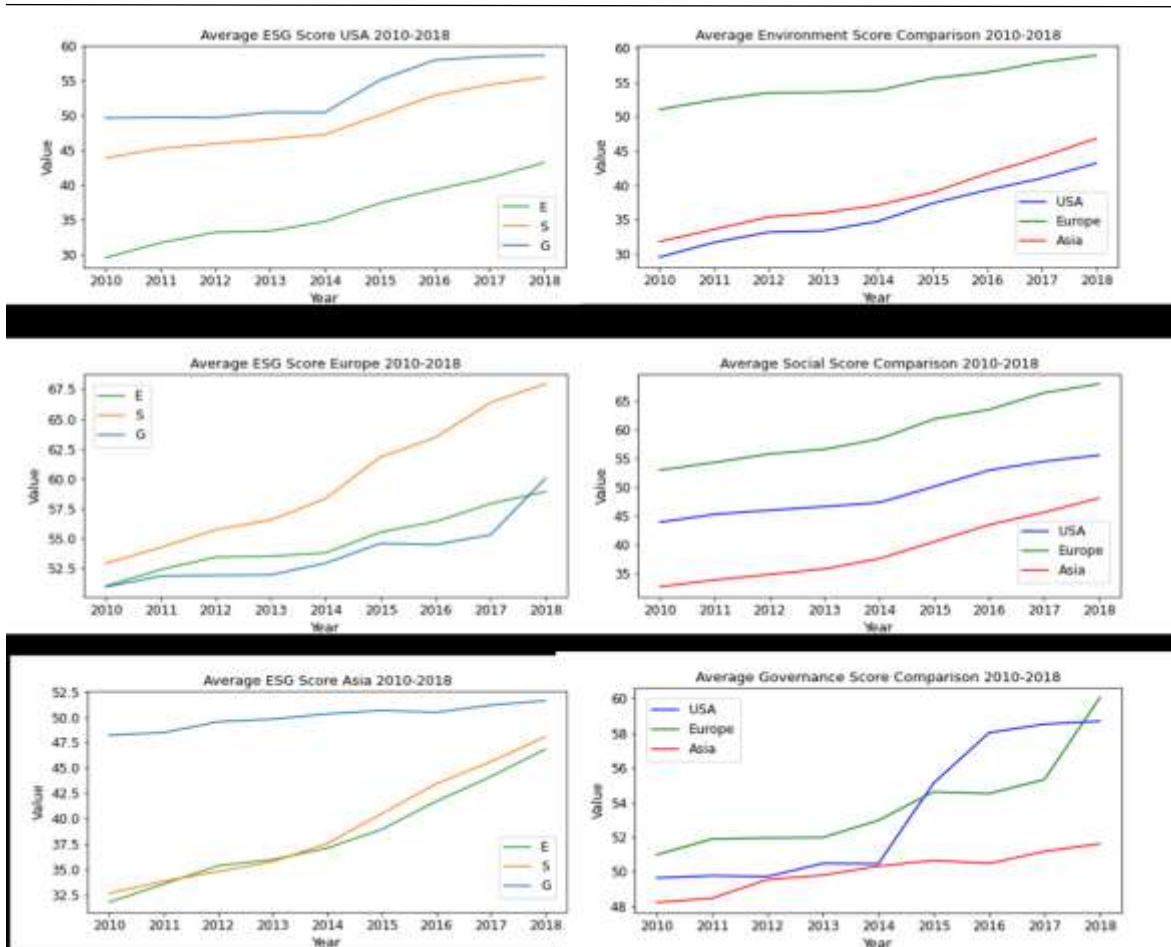 Average ESG Score USA 2010-2018
60
55
50
45
40
35
30
Value
E
S
G
2010 2011 2012 2013 2014 2015 2016 2017 2018
Year
Average Environment Score Comparison 2010-2018
60
55
50
45
40
35
30
Value
USA
Europe
Asia
2010 2011 2012 2013 2014 2015 2016 2017 2018
Year
Average ESG Score Europe 2010-2018
67.5
65.0
62.5
60.0
57.5
55.0
52.5
Value
E
S
G
2010 2011 2012 2013 2014 2015 2016 2017 2018
Year
Average Social Score Comparison 2010-2018
65
60
55
50
45
40
35
Value
USA
Europe
Asia
2010 2011 2012 2013 2014 2015 2016 2017 2018
Year
Average ESG Score Asia 2010-2018
52.5
50.0
47.5
45.0
42.5
40.0
37.5
35.0
32.5
Value
E
S
G
2010 2011 2012 2013 2014 2015 2016 2017 2018
Year
Average Governance Score Comparison 2010-2018
60
58
56
54
52
50
48
Value
USA
Europe
Asia
2010 2011 2012 2013 2014 2015 2016 2017 2018
Year